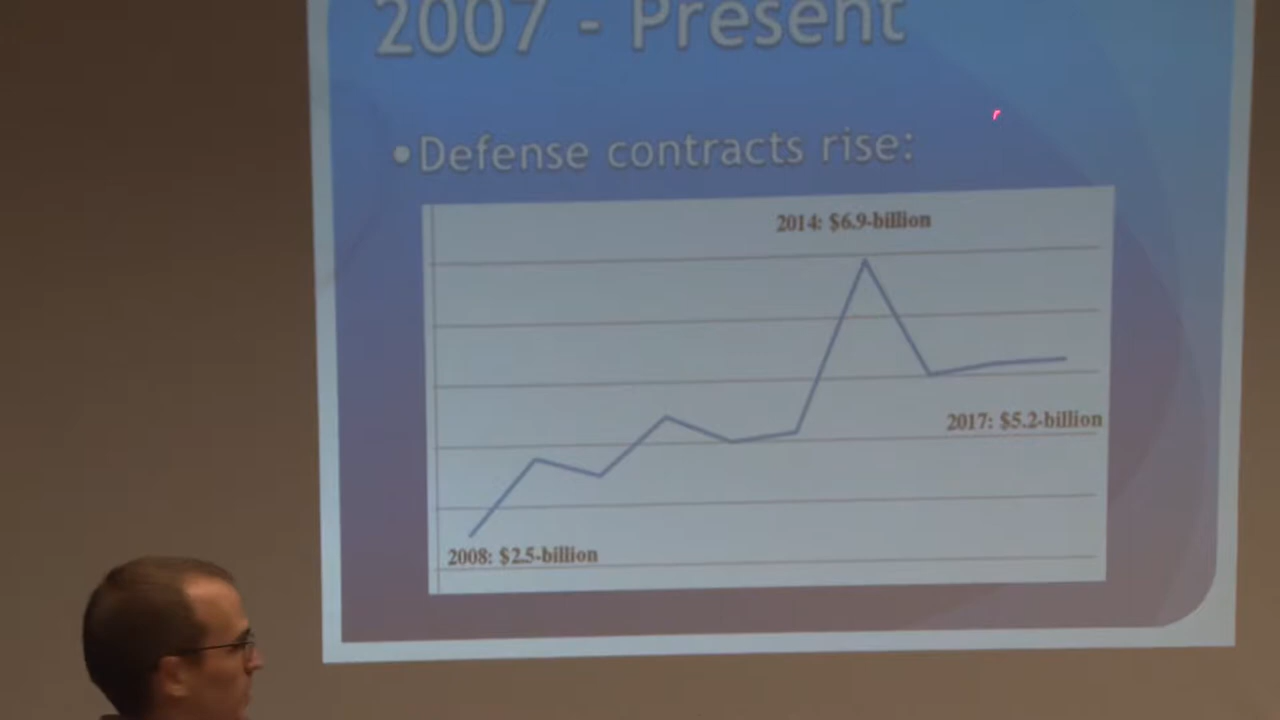 2007 - Present
•Defense contracts rise:
2014: $6.9-billion
2017: $5.2-billion
2008: $2.5-billion